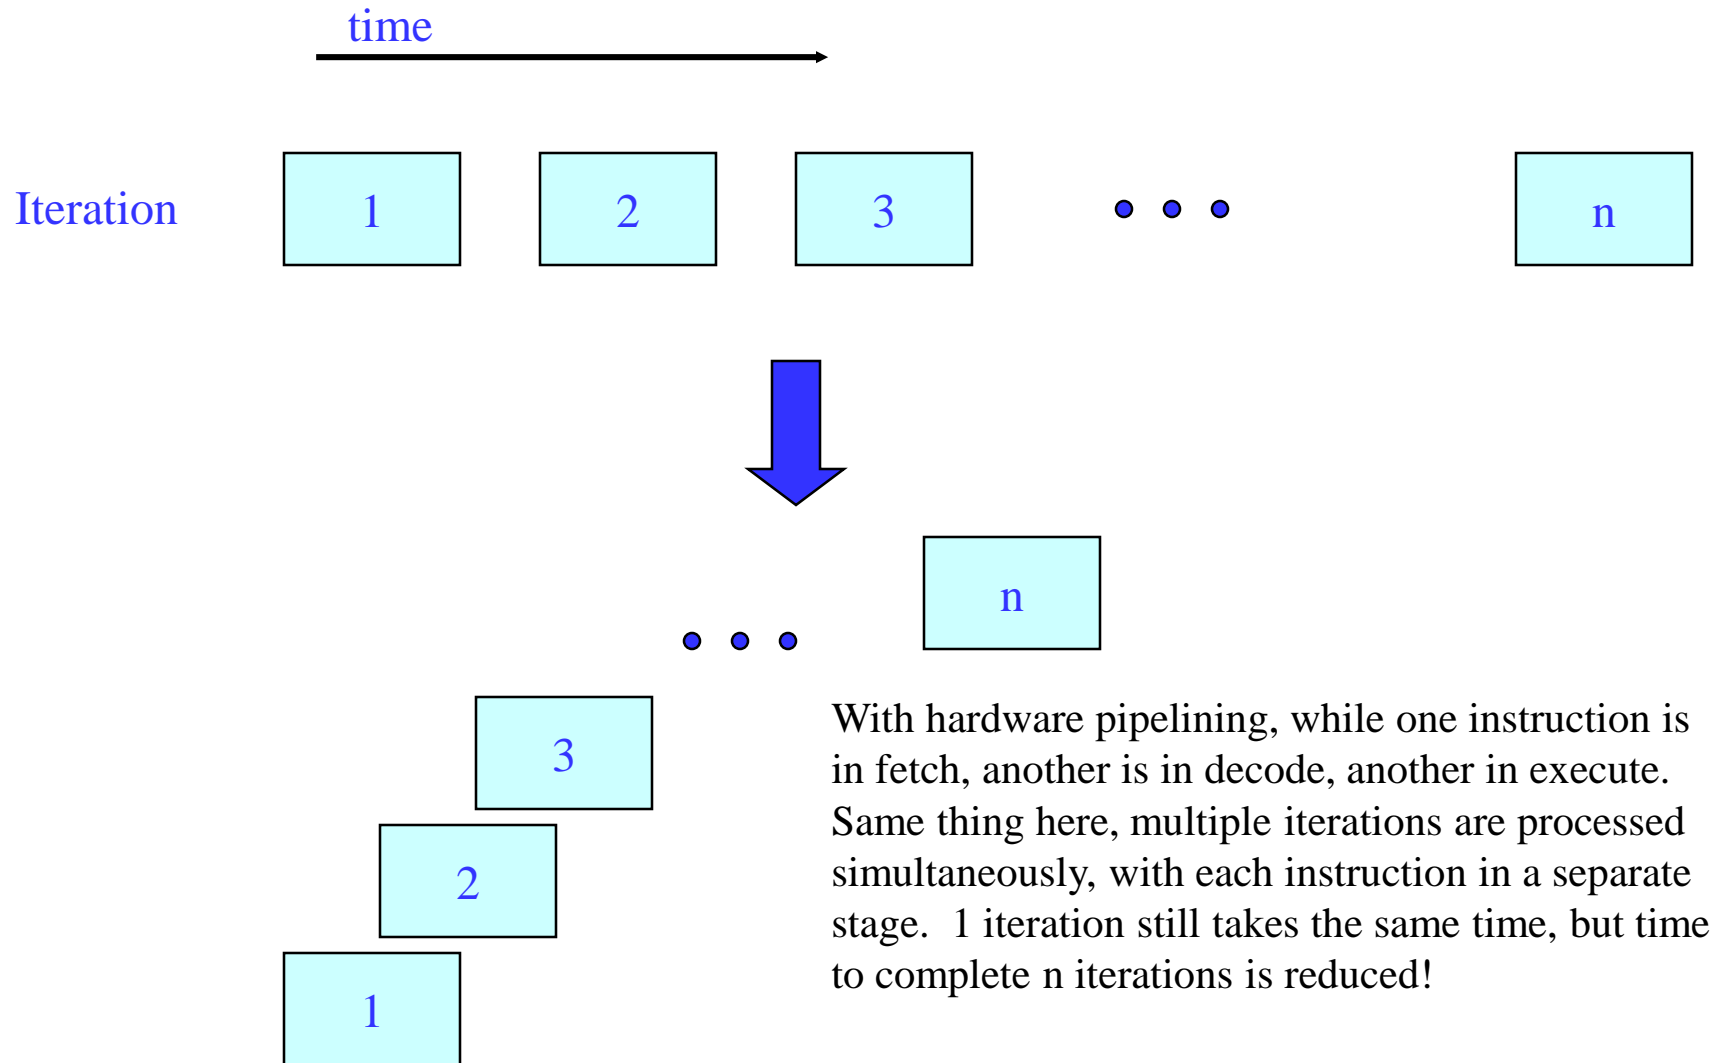 time
Iteration 1 2 3 n
n
3
With hardware pipelining, while one instruction is
in fetch, another is in decode, another in execute.
Same thing here, multiple iterations are processed
simultaneously, with each instruction in a separate
stage.  1 iteration still takes the same time, but time
to complete n iterations is reduced!
2
1